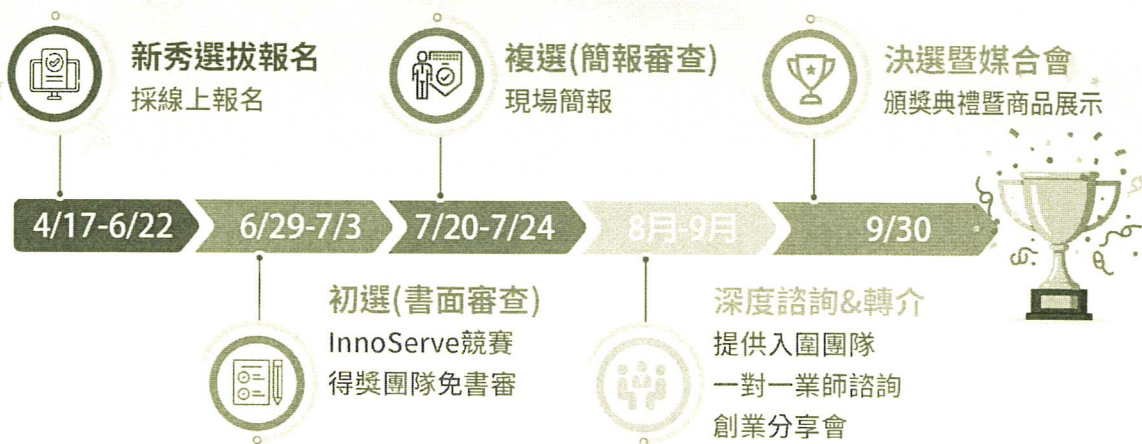 新秀選拔報名
採線上報名
複選(簡報審查)
現場簡報
決選暨媒合會
頒獎典禮暨商品展示
4/17-6/22
6/29-7/3
7/20-7/24
8月-9月
9/30
初選(書面審查)
InnoServe競賽
得獎團隊免書審
深度諮詢&轉介
提供入圍團隊
一對一業師諮詢
創業分享會